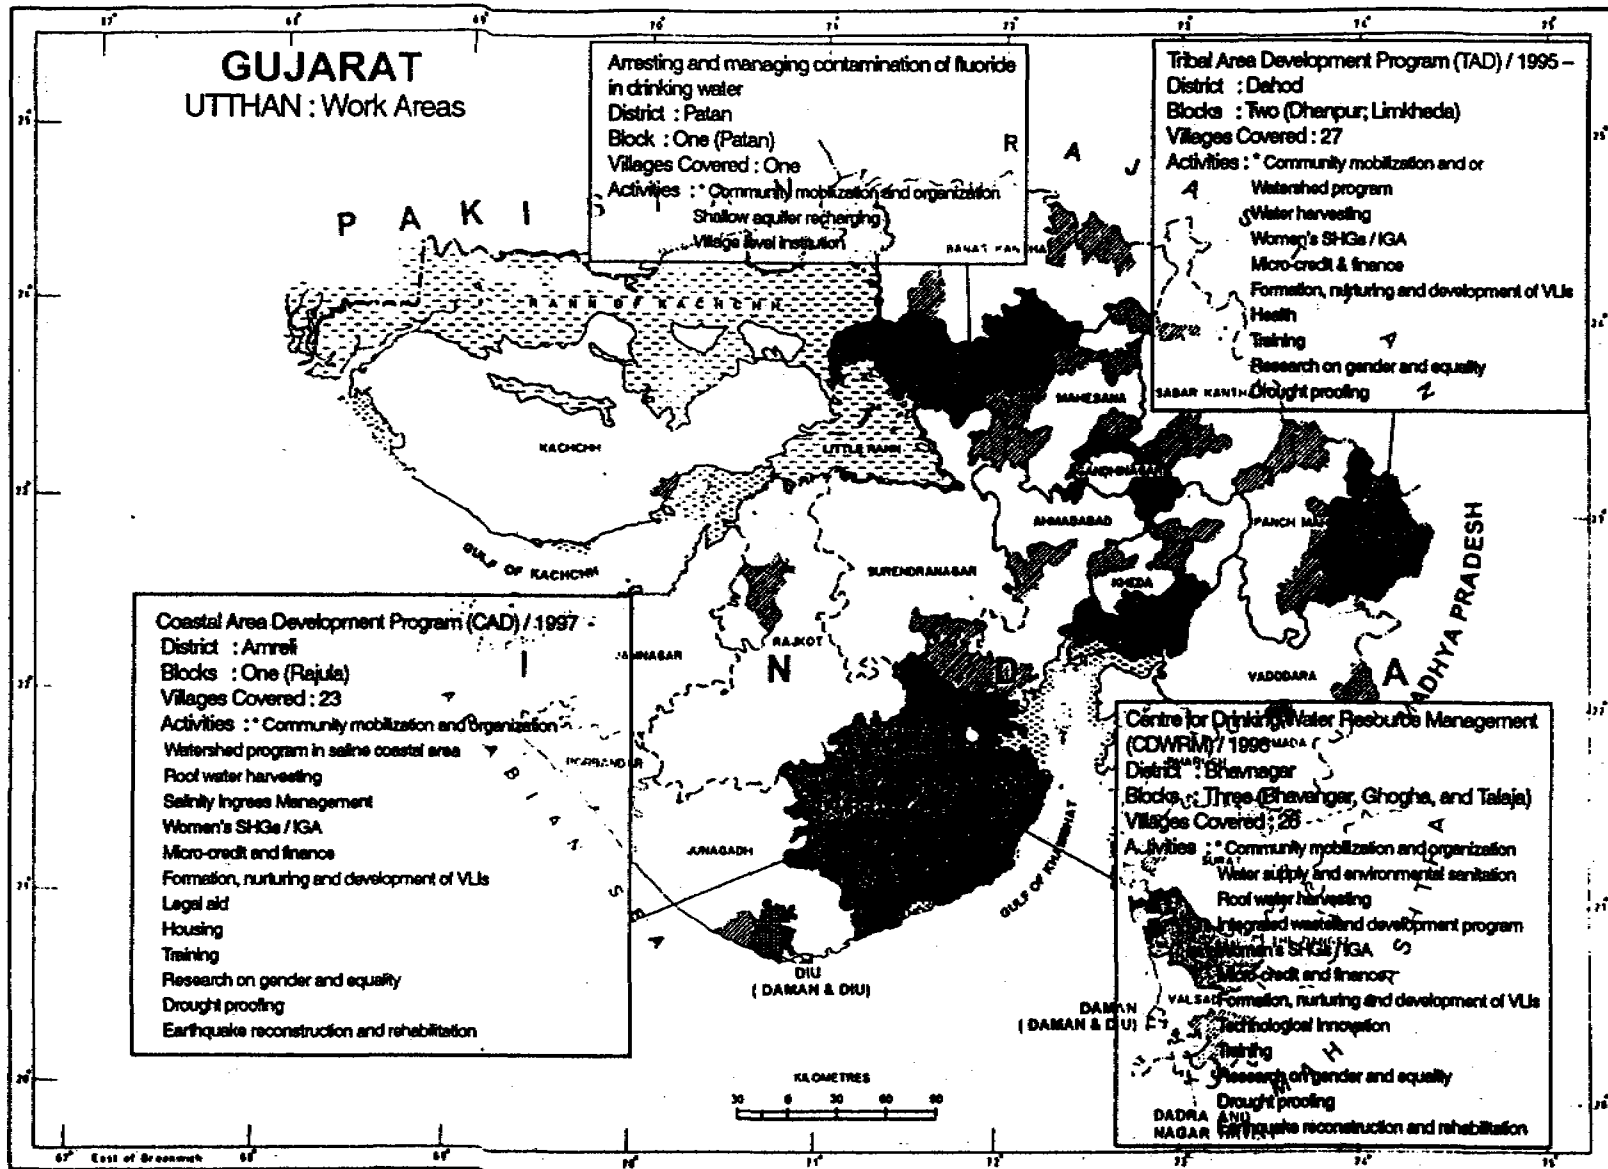 GUJARAT
UTTHAN : Work Areas
Arresting and managing contamination of fluoride
in drinking water
District : Patan
Block : One (Patan)
Villages Covered : One
Activities : * Community mobilization and organization
Shallow aquifer recharging
Village level institution
Tribal Area Development Program (TAD) / 1995 –
District : Dahod
Blocks : Two (Dhanpur; Limkheda)
Villages Covered : 27
Activities : * Community mobilization and or
Watershed program
Water harvesting
Women's SHGs / IGA
Micro-credit & finance
Formation, nurturing and development of VLIs
Health
Training
Research on gender and equality
Drought proofing
P A K I
R A J
RANN OF KACHCHH
MAHESANA
KACHCHH
LITTLE RANN
GANDHINAGAR
AHMADABAD
GULF OF KACHCHH
SURENDRANAGAR
KHEDA
MADHYA PRADESH
RAJKOT
JAMNAGAR
I N D A
VADODARA
Coastal Area Development Program (CAD) / 1997 -
District : Amreli
Blocks : One (Rajula)
Villages Covered : 23
Activities : * Community mobilization and organization
Watershed program in saline coastal area
Roof water harvesting
Salinity Ingress Management
Women's SHGs / IGA
Micro-credit and finance
Formation, nurturing and development of VLIs
Legal aid
Housing
Training
Research on gender and equality
Drought proofing
Earthquake reconstruction and rehabilitation
PORBANDAR
JUNAGADH
ARABIAN SEA
GULF OF KHAMBHAT
DIU
( DAMAN & DIU )
Centre for Drinking Water Resource Management
(CDWRM) / 1996
District : Bhavnagar
Blocks : Three (Bhavangar, Ghogha, and Talaja)
Villages Covered : 26
Activities : * Community mobilization and organization
Water supply and environmental sanitation
Roof water harvesting
Integrated wasteland development program
Women's SHGs / IGA
Micro-credit and finance
Formation, nurturing and development of VLIs
Technological Innovation
Training
Research on gender and equality
Drought proofing
Earthquake reconstruction and rehabilitation
DAMAN
( DAMAN & DIU )
DADRA AND
NAGAR
KILOMETRES
30 0 30 60 90
East of Greenwich